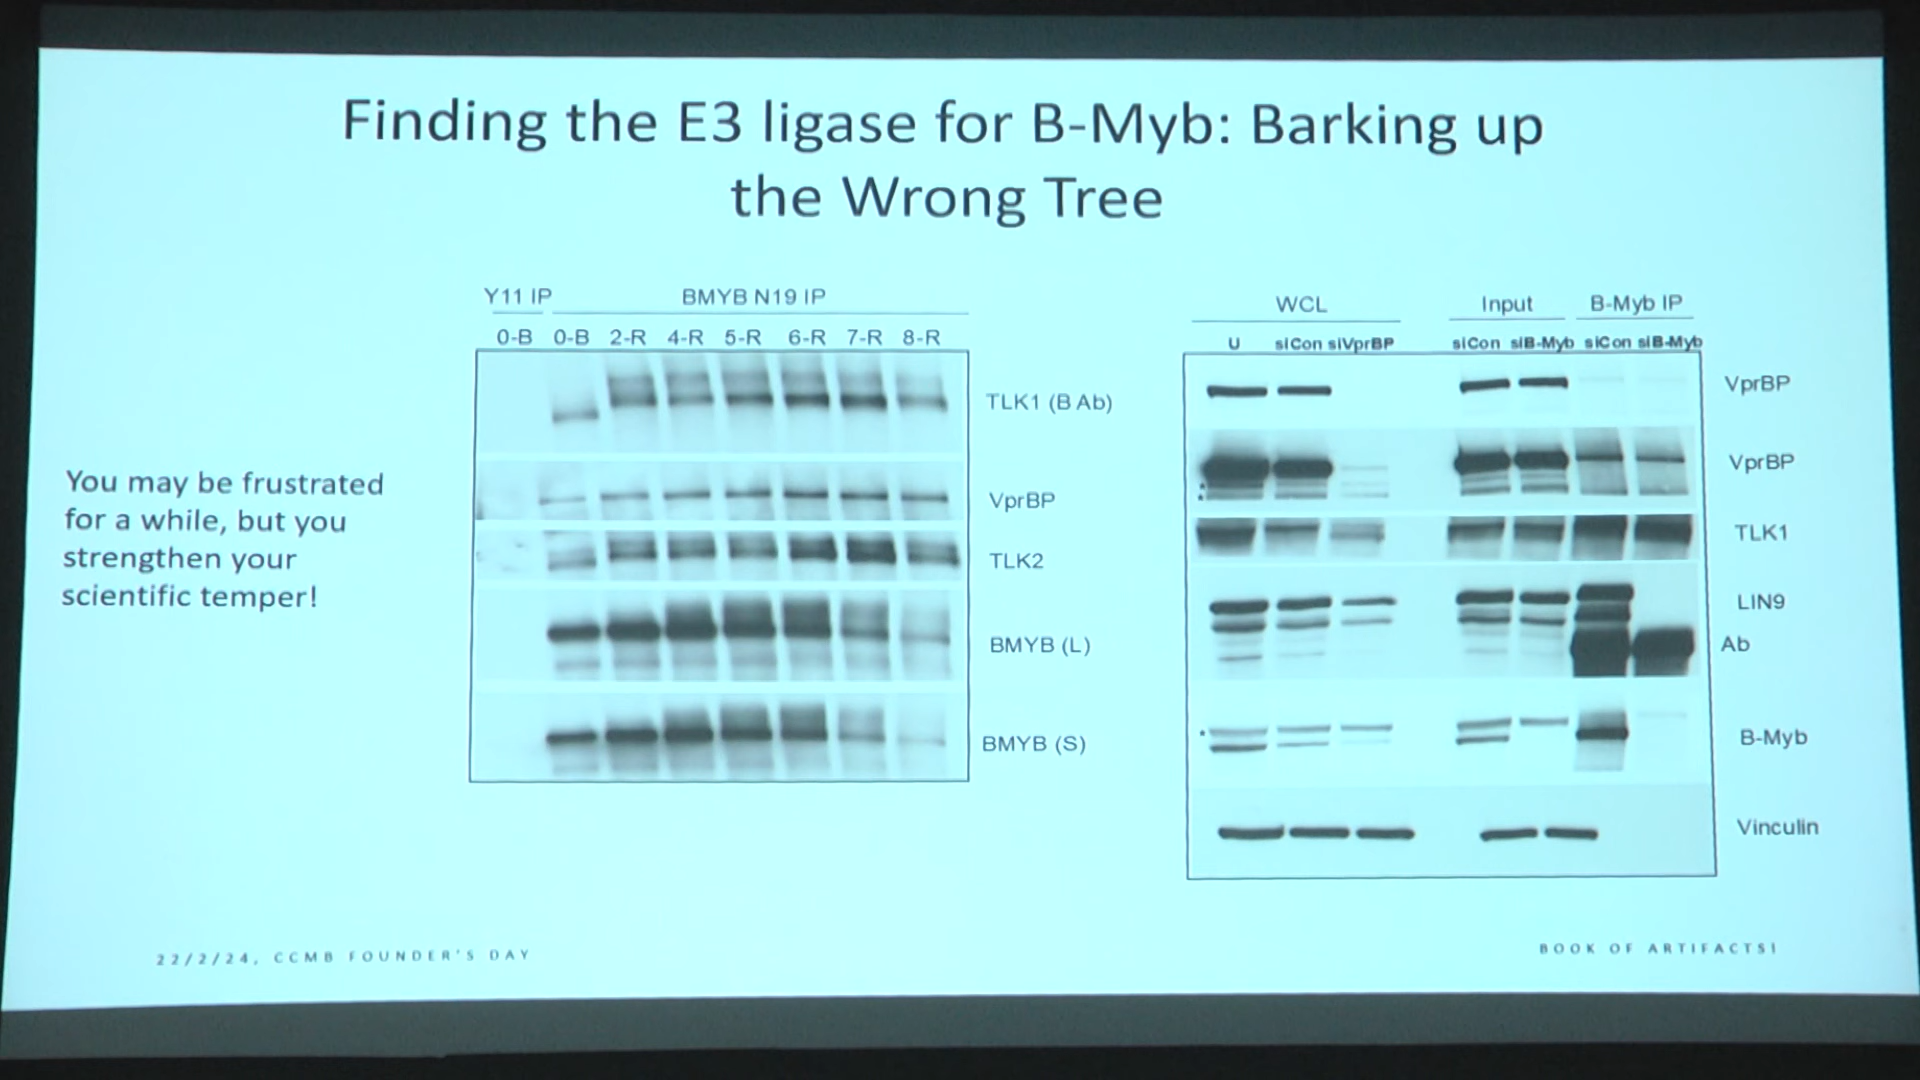 Finding the E3 ligase for B-Myb: Barking up
the Wrong Tree
You may be frustrated
for a while, but you
strengthen your
scientific temper!
Y11 IP BMYB N19 IP
0-B 0-B 2-R 4-R 5-R 6-R 7-R 8-R
TLK1 (B Ab)
VprBP
TLK2
BMYB (L)
BMYB (S)
WCL Input B-Myb IP
U siCon siVprBP siCon siB-Myb siCon siB-Myb
VprBP
VprBP
TLK1
LIN9
Ab
B-Myb
Vinculin
22/2/24, CCMB FOUNDER'S DAY
BOOK OF ARTIFACTS!